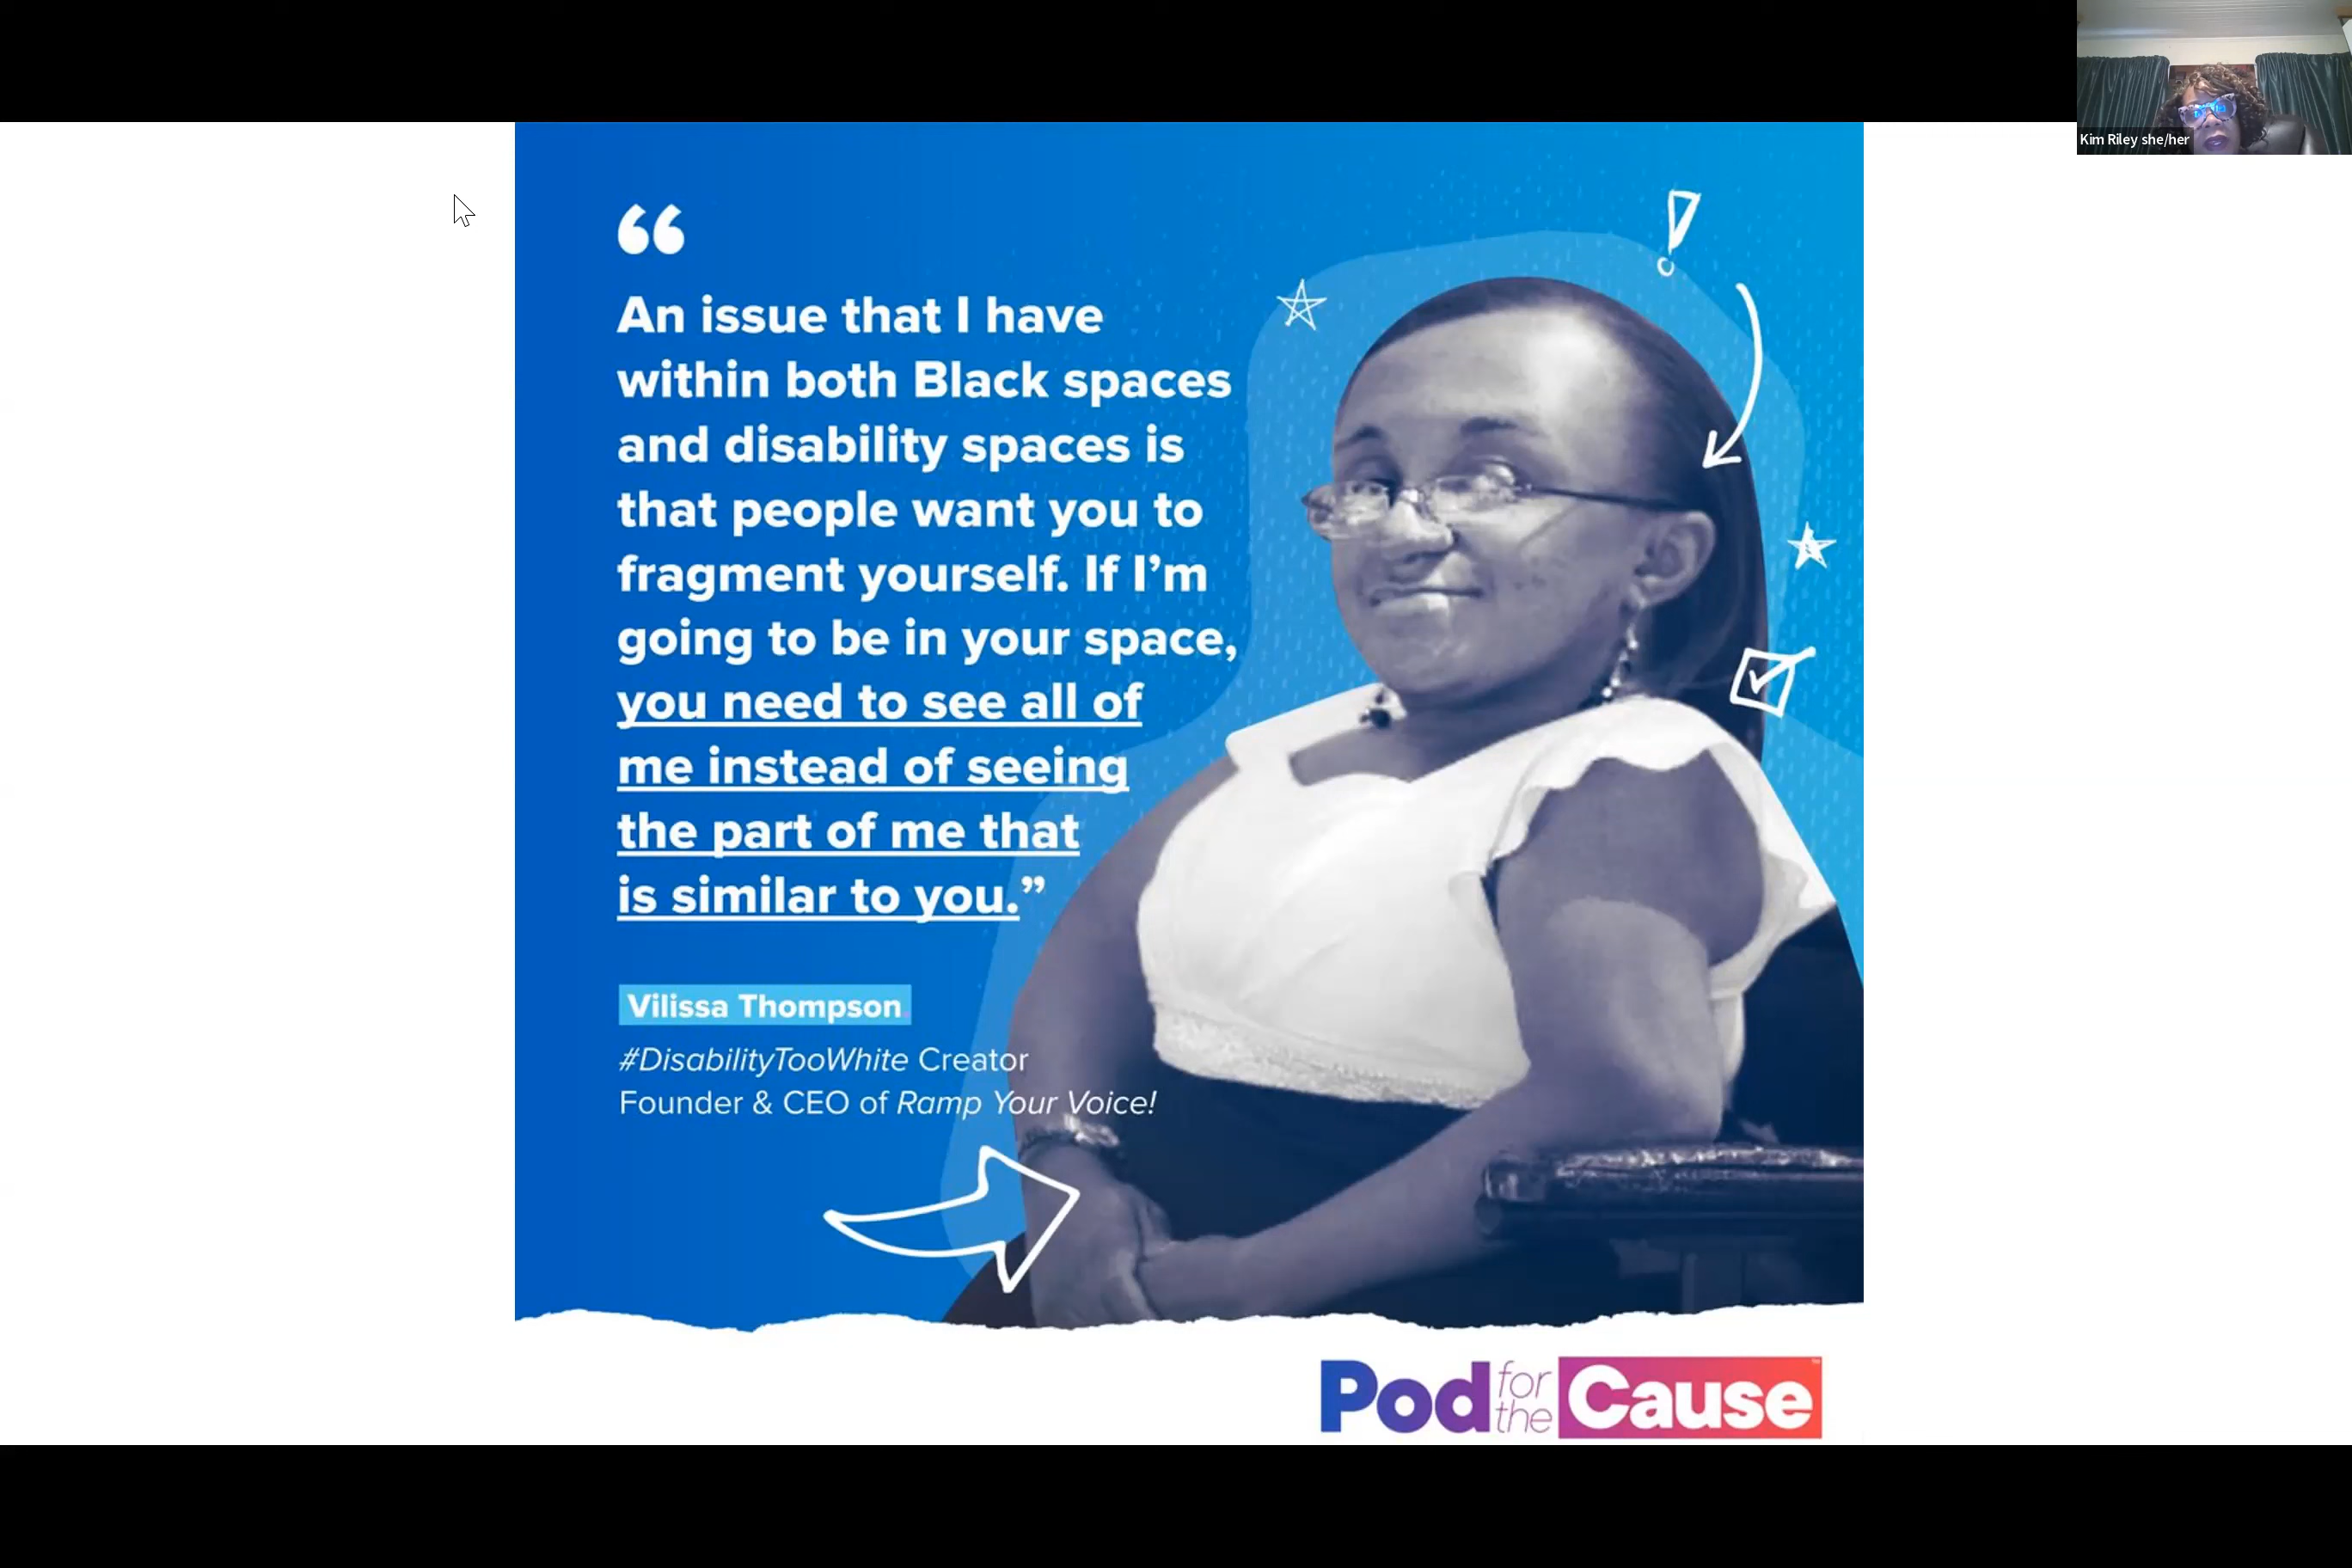 Kim Riley she/her
“
An issue that I have
within both Black spaces
and disability spaces is
that people want you to
fragment yourself. If I’m
going to be in your space,
you need to see all of
me instead of seeing
the part of me that
is similar to you.”
Vilissa Thompson
#DisabilityTooWhite Creator
Founder & CEO of Ramp Your Voice!
Pod for the Cause™